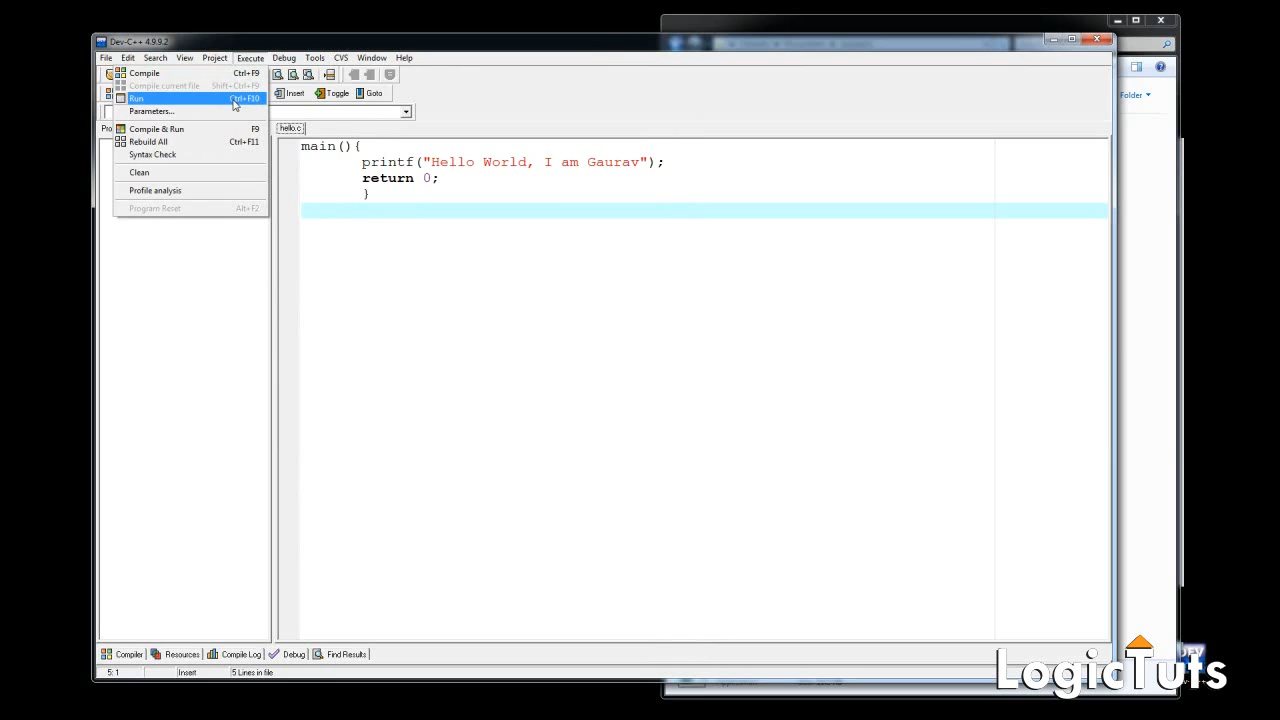 Dev-C++ 4.9.9.2
File Edit Search View Project Execute Debug Tools CVS Window Help
Compile Ctrl+F9
Compile current file Shift+Ctrl+F9
Run Ctrl+F10
Parameters...
Compile & Run F9
Rebuild All Ctrl+F11
Syntax Check
Clean
Profile analysis
Program Reset Alt+F2
Insert Toggle Goto
hello.c
main(){
printf("Hello World, I am Gaurav");
return 0;
}
Folder
Compiler Resources Compile Log Debug Find Results
5: 1 Insert 5 Lines in file
LogicTuts